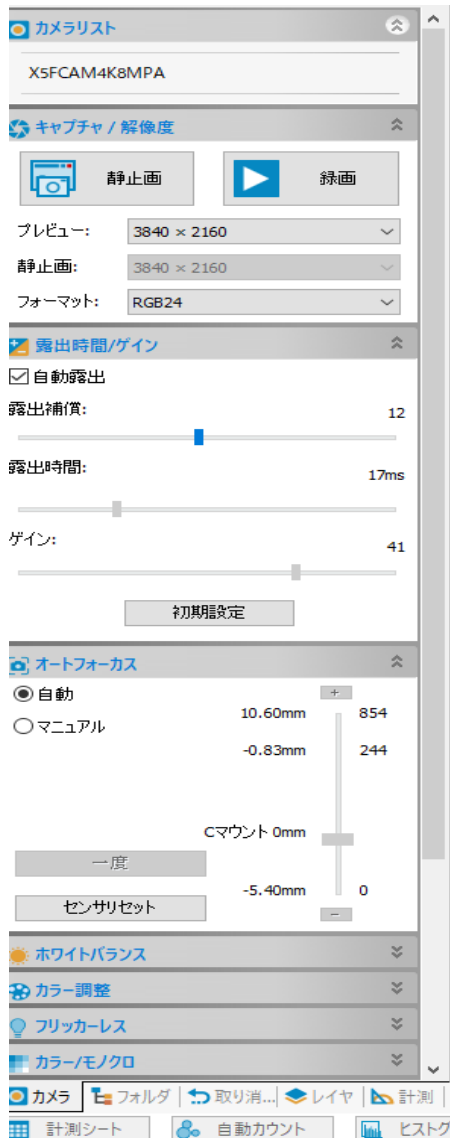 カメラリスト
X5FCAM4K8MPA
キャプチャ / 解像度
静止画 録画
プレビュー: 3840 × 2160
静止画: 3840 × 2160
フォーマット: RGB24
露出時間/ゲイン
自動露出
露出補償: 12
露出時間: 17ms
ゲイン: 41
初期設定
オートフォーカス
自動 +
マニュアル 10.60mm 854
-0.83mm 244
Cマウント 0mm
一度
-5.40mm 0
センサリセット -
ホワイトバランス
カラー調整
フリッカーレス
カラー/モノクロ
カメラ フォルダ 取り消... レイヤ 計測
計測シート 自動カウント ヒストグ